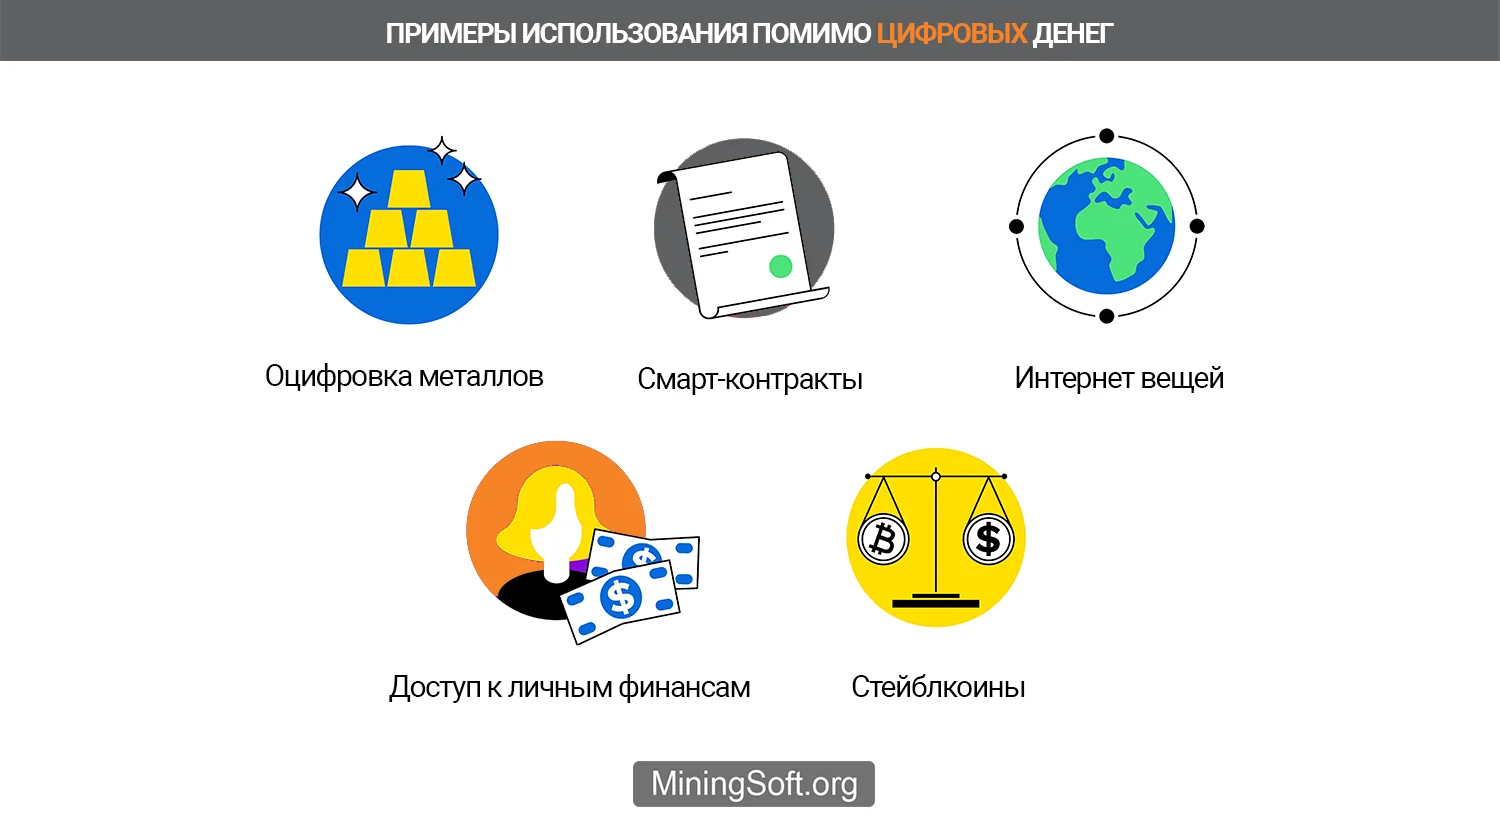 ПРИМЕРЫ ИСПОЛЬЗОВАНИЯ ПОМИМО ЦИФРОВЫХ ДЕНЕГ
Оцифровка металлов
Смарт-контракты
Интернет вещей
$
$
₿
$
Доступ к личным финансам
Стейблкоины
MiningSoft.org